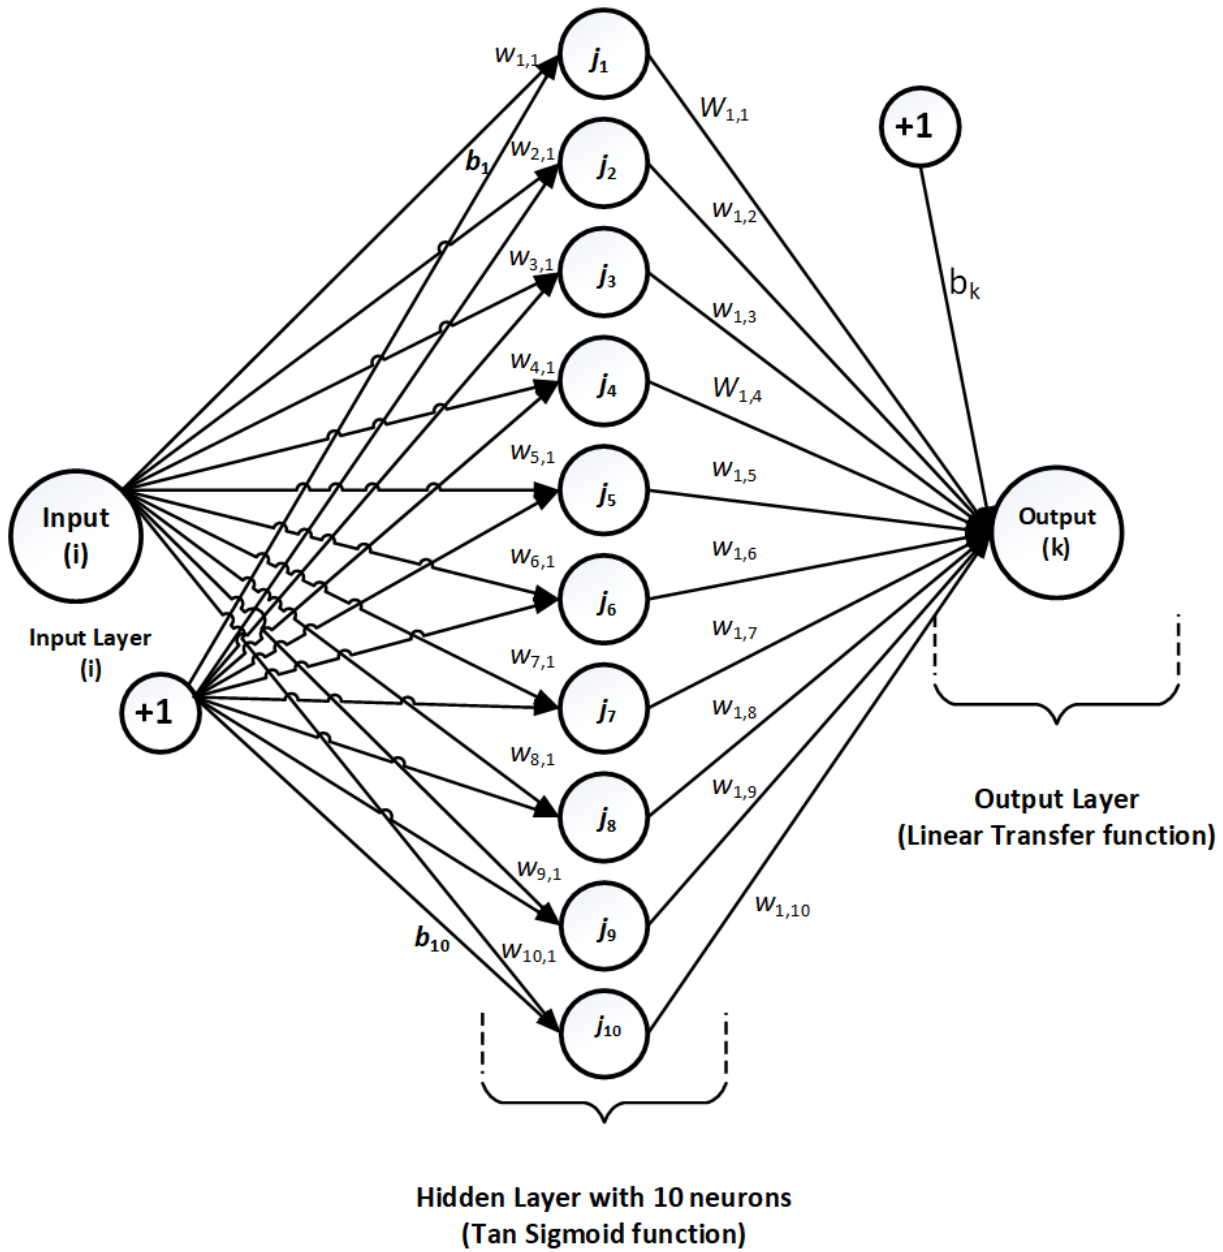 w1,1
j1
W1,1
+1
b1
w2,1
j2
w1,2
w3,1
j3
bk
w1,3
w4,1
j4
W1,4
w5,1
j5
w1,5
Input
(i)
Output
(k)
w6,1
j6
w1,6
Input Layer
(i)
w7,1
w1,7
+1
j7
w1,8
w8,1
j8
w1,9
Output Layer
(Linear Transfer function)
w9,1
j9
w1,10
b10
w10,1
j10
Hidden Layer with 10 neurons
(Tan Sigmoid function)